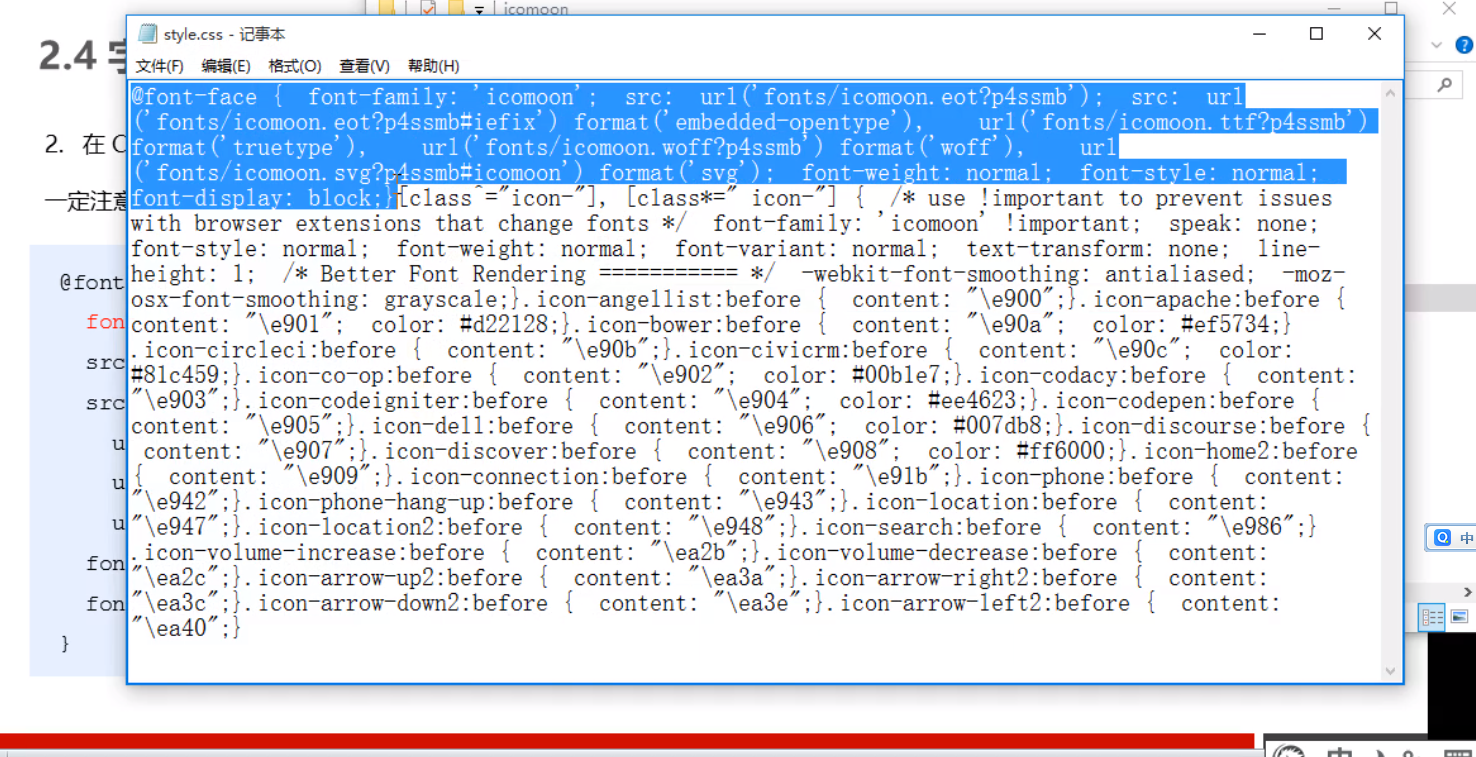 icomoon
2.4
style.css - 记事本
文件(F) 编辑(E) 格式(O) 查看(V) 帮助(H)
@font-face {  font-family: 'icomoon';  src:  url('fonts/icomoon.eot?p4ssmb');  src:  url
('fonts/icomoon.eot?p4ssmb#iefix') format('embedded-opentype'),    url('fonts/icomoon.ttf?p4ssmb')
format('truetype'),    url('fonts/icomoon.woff?p4ssmb') format('woff'),    url
('fonts/icomoon.svg?p4ssmb#icomoon') format('svg');  font-weight: normal;  font-style: normal;
font-display: block;}[class^="icon-"], [class*=" icon-"] {  /* use !important to prevent issues
with browser extensions that change fonts */  font-family: 'icomoon' !important;  speak: none;
font-style: normal;  font-weight: normal;  font-variant: normal;  text-transform: none;  line-
height: 1;  /* Better Font Rendering =========== */  -webkit-font-smoothing: antialiased;  -moz-
osx-font-smoothing: grayscale;}.icon-angellist:before {  content: "\e900";}.icon-apache:before {
content: "\e901";  color: #d22128;}.icon-bower:before {  content: "\e90a";  color: #ef5734;}
.icon-circleci:before {  content: "\e90b";}.icon-civicrm:before {  content: "\e90c";  color:
#81c459;}.icon-co-op:before {  content: "\e902";  color: #00b1e7;}.icon-codacy:before {  content:
"\e903";}.icon-codeigniter:before {  content: "\e904";  color: #ee4623;}.icon-codepen:before {
content: "\e905";}.icon-dell:before {  content: "\e906";  color: #007db8;}.icon-discourse:before {
content: "\e907";}.icon-discover:before {  content: "\e908";  color: #ff6000;}.icon-home2:before
{  content: "\e909";}.icon-connection:before {  content: "\e91b";}.icon-phone:before {  content:
"\e942";}.icon-phone-hang-up:before {  content: "\e943";}.icon-location:before {  content:
"\e947";}.icon-location2:before {  content: "\e948";}.icon-search:before {  content: "\e986";}
.icon-volume-increase:before {  content: "\ea2b";}.icon-volume-decrease:before {  content:
"\ea2c";}.icon-arrow-up2:before {  content: "\ea3a";}.icon-arrow-right2:before {  content:
"\ea3c";}.icon-arrow-down2:before {  content: "\ea3e";}.icon-arrow-left2:before {  content:
"\ea40";}
2. 在 C
一定注意
@font
fon
src
src
u
u
u
fon
fon
}
中
中